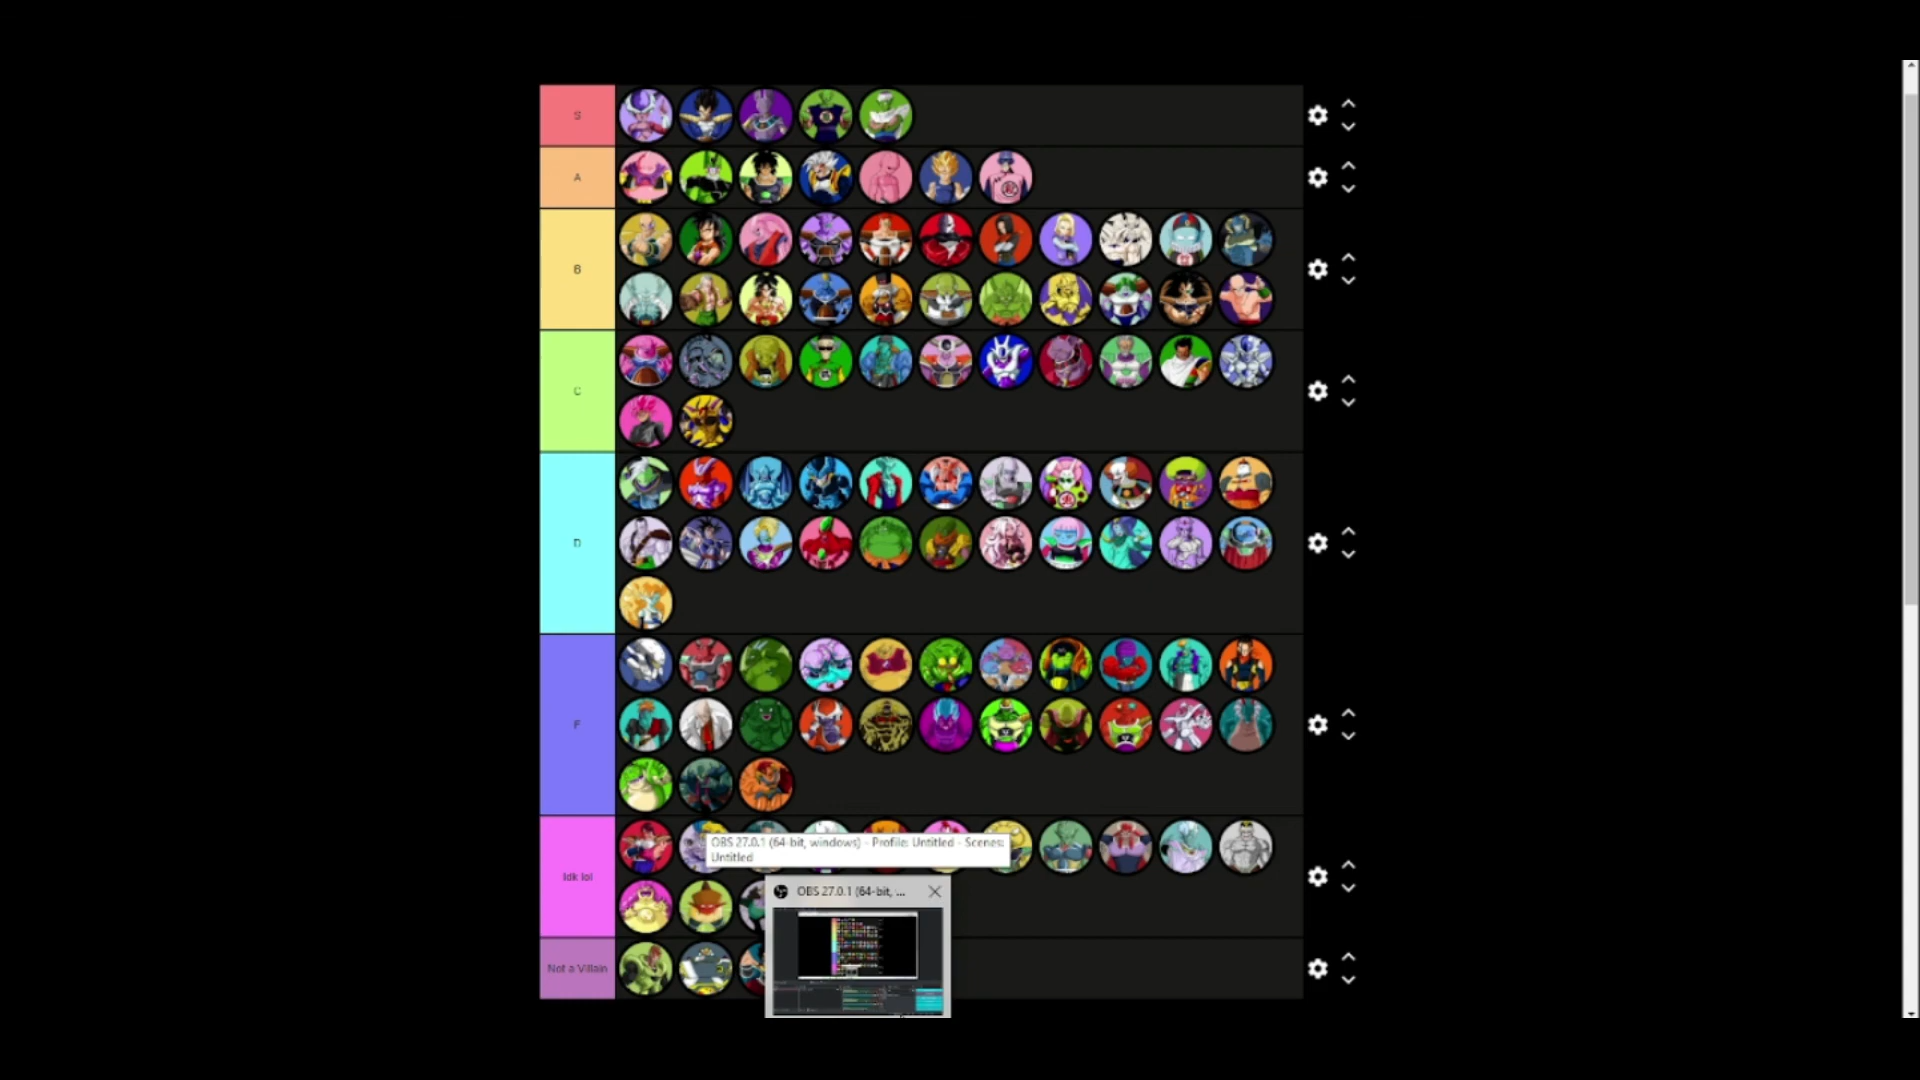 S
A
B
C
D
F
Idk lol
OBS 27.0.1 (64-bit, windows) - Profile: Untitled - Scenes:
Untitled
OBS 27.0.1 (64-bit, ...
Not a Villain